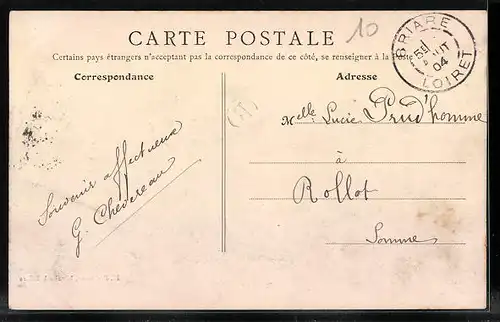 10
CARTE POSTALE
Certains pays étrangers n'acceptant pas la correspondance de ce côté, se renseigner à la Poste
BRIARE
LOIRET
04
Correspondance
Adresse
Melle Lucie Prud'homme
à
Rollot
Somme
Souvenir affectueux
G. Chevereau